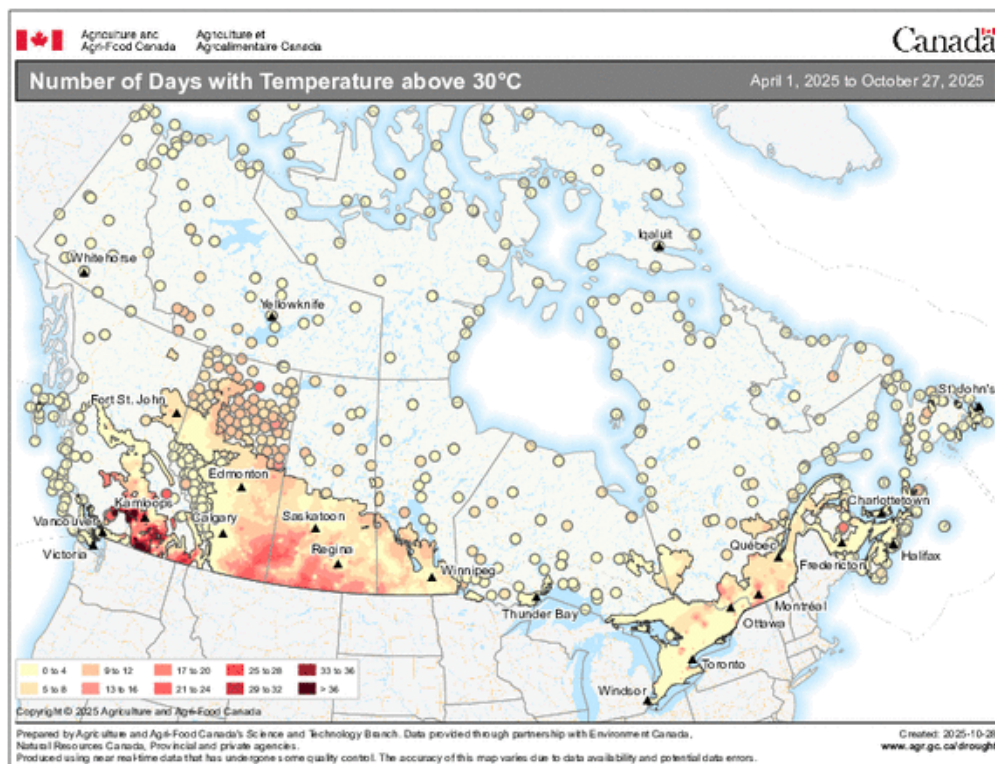 Agriculture and Agriculture et
Agri-Food Canada Agroalimentaire Canada
Canada
Number of Days with Temperature above 30°C April 1, 2025 to October 27, 2025
Iqaluit
Whitehorse
Yellowknife
St. John's
Fort St. John
Edmonton
Charlottetown
Kamloops
Calgary
Saskatoon
Vancouver
Québec
Regina
Victoria
Fredericton
Halifax
Winnipeg
Montréal
Thunder Bay
Ottawa
Toronto
Windsor
0 to 4 9 to 12 17 to 20 25 to 28 33 to 36
5 to 8 13 to 16 21 to 24 29 to 32 > 36
Copyright © 2025 Agriculture and Agri-Food Canada
Prepared by Agriculture and Agri-Food Canada's Science and Technology Branch. Data provided through partnership with Environment Canada, Created: 2025-10-28
Natural Resources Canada, Provincial and private agencies. www.agr.gc.ca/drought
Produced using near real-time data that has undergone some quality control. The accuracy of this map varies due to data availability and potential data errors.